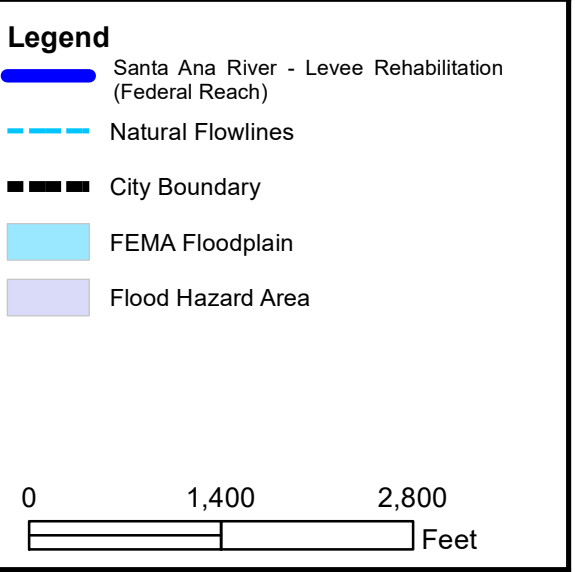 Legend
Santa Ana River - Levee Rehabilitation
(Federal Reach)
Natural Flowlines
City Boundary
FEMA Floodplain
Flood Hazard Area
0 1,400 2,800
Feet